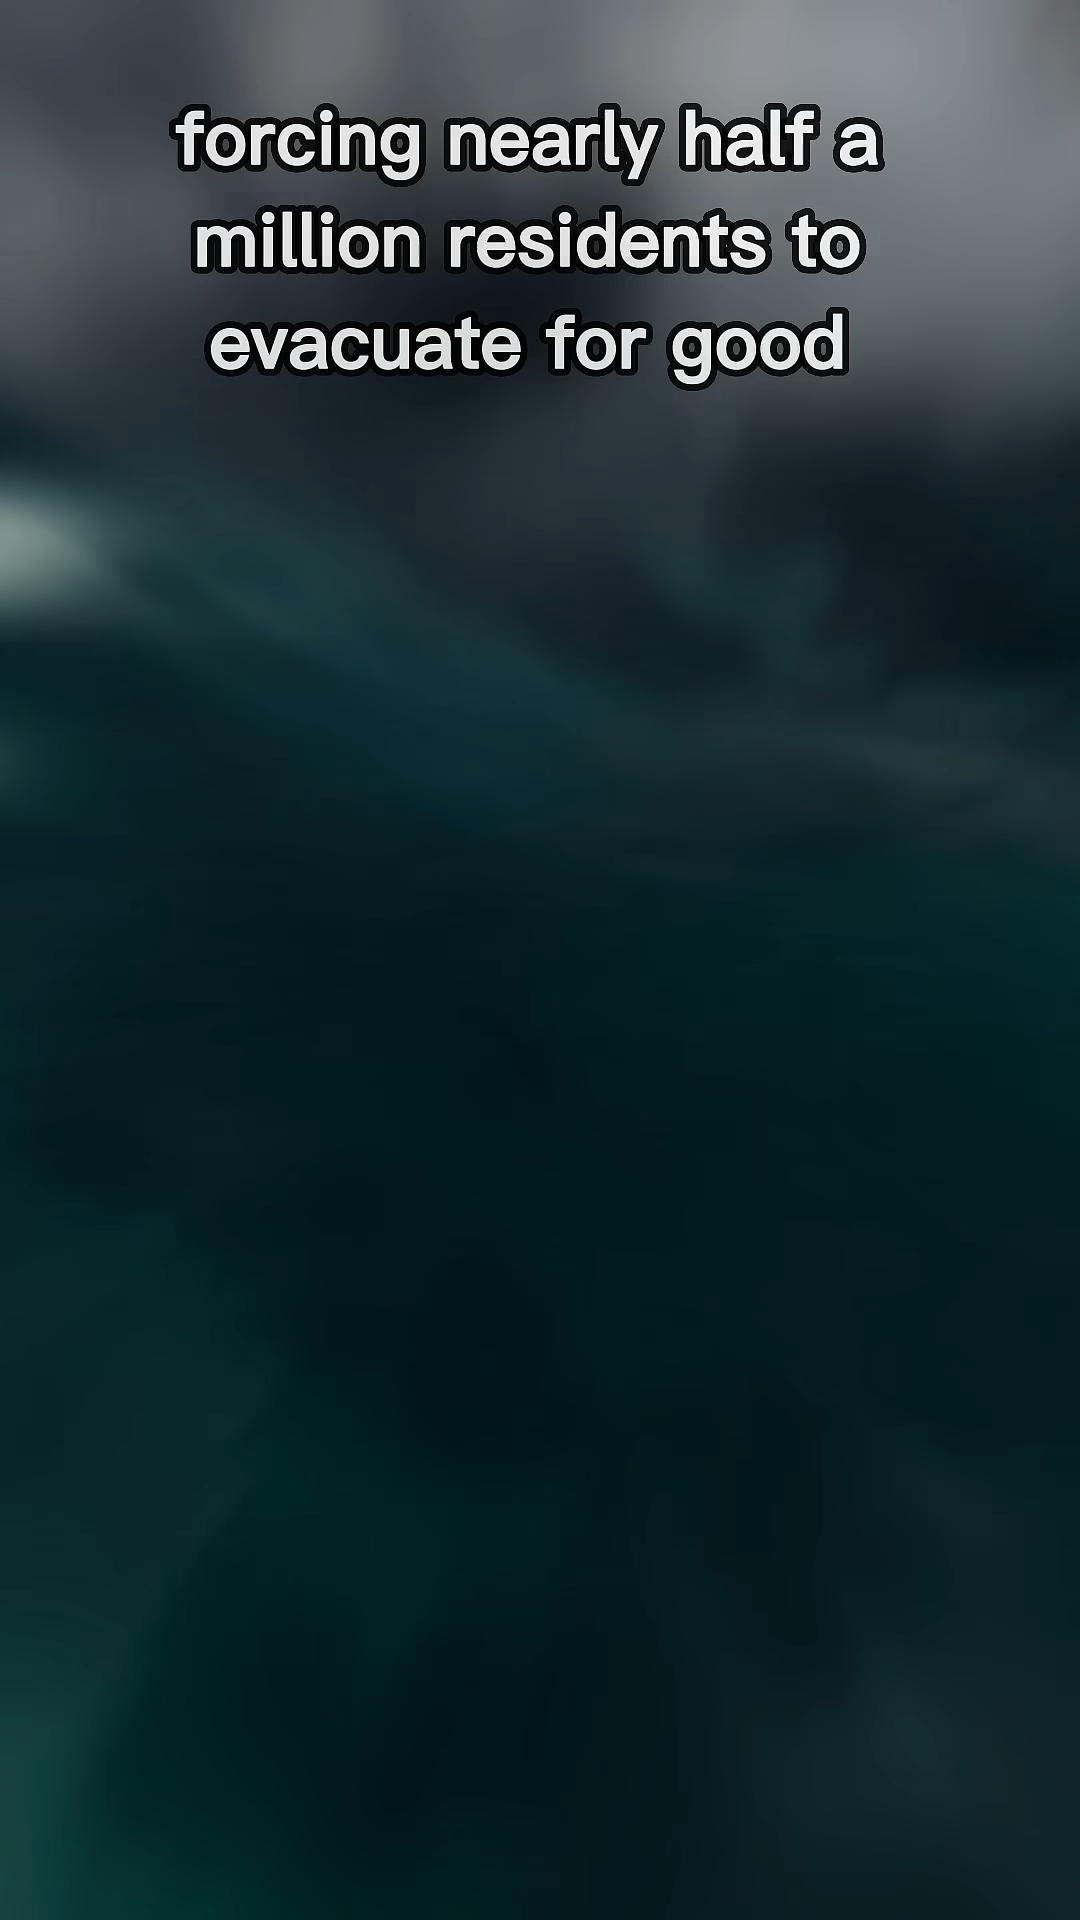 forcing nearly half a
million residents to
evacuate for good